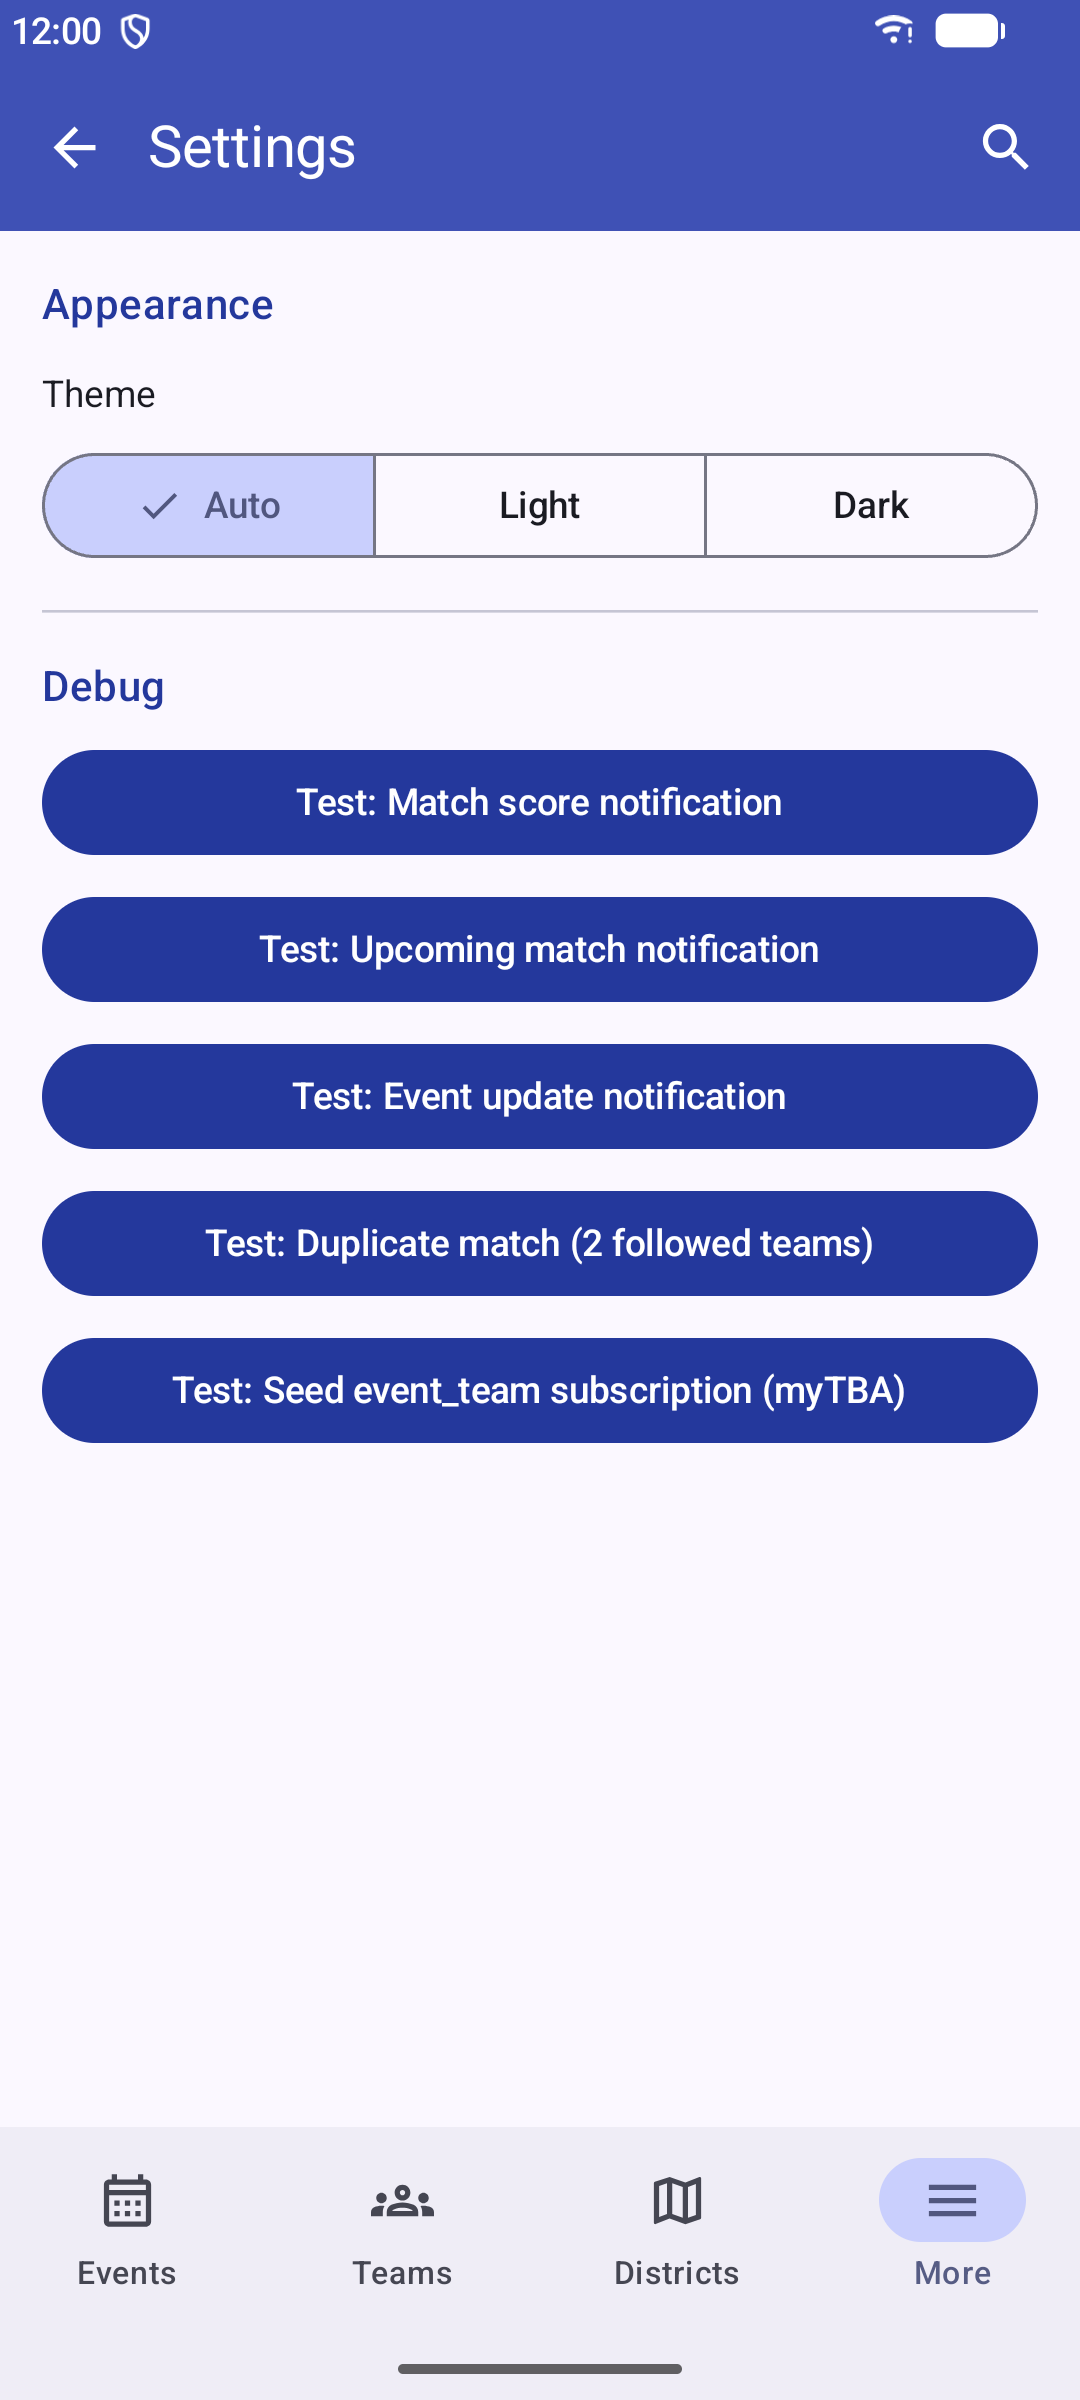 12:00
Settings
Appearance
Theme
Auto
Light
Dark
Debug
Test: Match score notification
Test: Upcoming match notification
Test: Event update notification
Test: Duplicate match (2 followed teams)
Test: Seed event_team subscription (myTBA)
Events
Teams
Districts
More